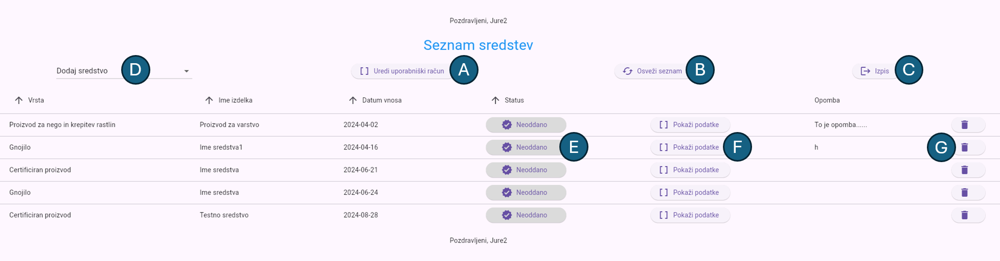 Pozdravljeni, Jure2
Seznam sredstev
Dodaj sredstvo D Uredi uporabniški račun A Osveži seznam B Izpis C
Vrsta Ime izdelka Datum vnosa Status Opomba
Proizvod za nego in krepitev rastlin Proizvod za varstvo 2024-04-02 Neoddano Pokaži podatke To je opomba......
Gnojilo Ime sredstva1 2024-04-16 Neoddano E Pokaži podatke F h G
Certificiran proizvod Ime sredstva 2024-06-21 Neoddano Pokaži podatke
Gnojilo Ime sredstva 2024-06-24 Neoddano Pokaži podatke
Certificiran proizvod Testno sredstvo 2024-08-28 Neoddano Pokaži podatke
Pozdravljeni, Jure2